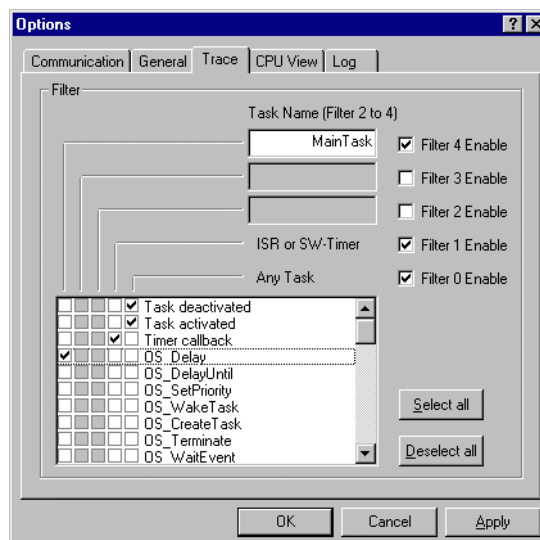 Options
Communication General Trace CPU View Log
Filter
Task Name (Filter 2 to 4)
MainTask Filter 4 Enable
Filter 3 Enable
Filter 2 Enable
ISR or SW-Timer Filter 1 Enable
Any Task Filter 0 Enable
Task deactivated
Task activated
Timer callback
OS_Delay
OS_DelayUntil
OS_SetPriority
OS_WakeTask
OS_CreateTask
OS_Terminate
OS_WaitEvent
Select all
Deselect all
OK Cancel Apply